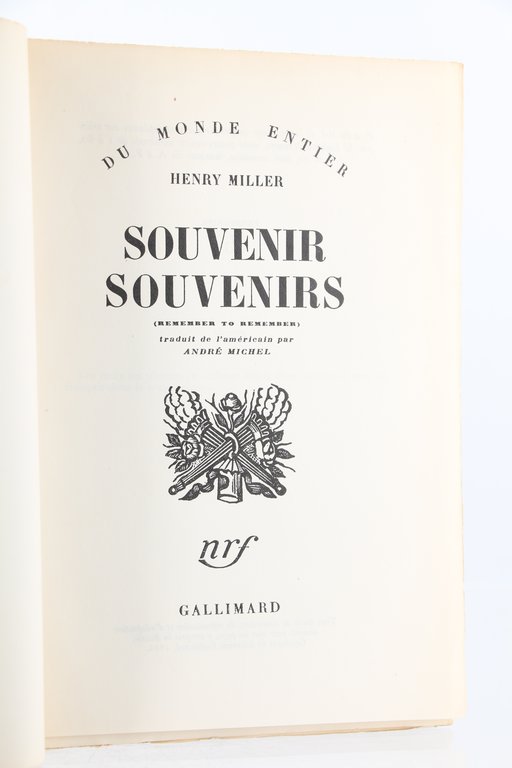 DU MONDE ENTIER
HENRY MILLER
SOUVENIR
SOUVENIRS
(REMEMBER TO REMEMBER)
traduit de l'américain par
ANDRÉ MICHEL
nrf
GALLIMARD